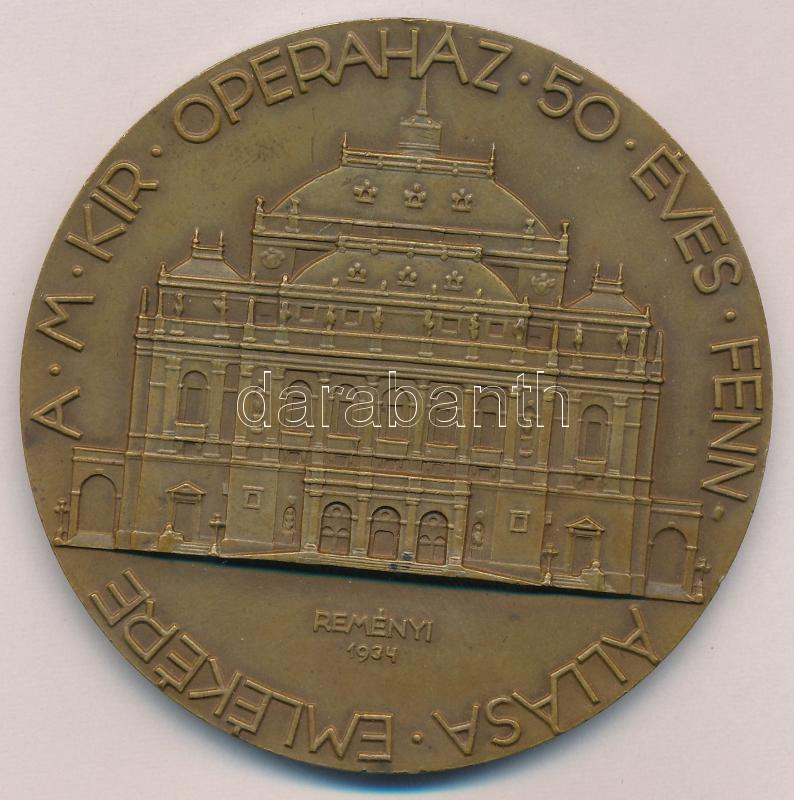 A · M · KIR · OPERAHÁZ · 50 · ÉVES · FENN · ÁLLÁSA · EMLÉKÉRE
REMÉNYI
1934
darabanth